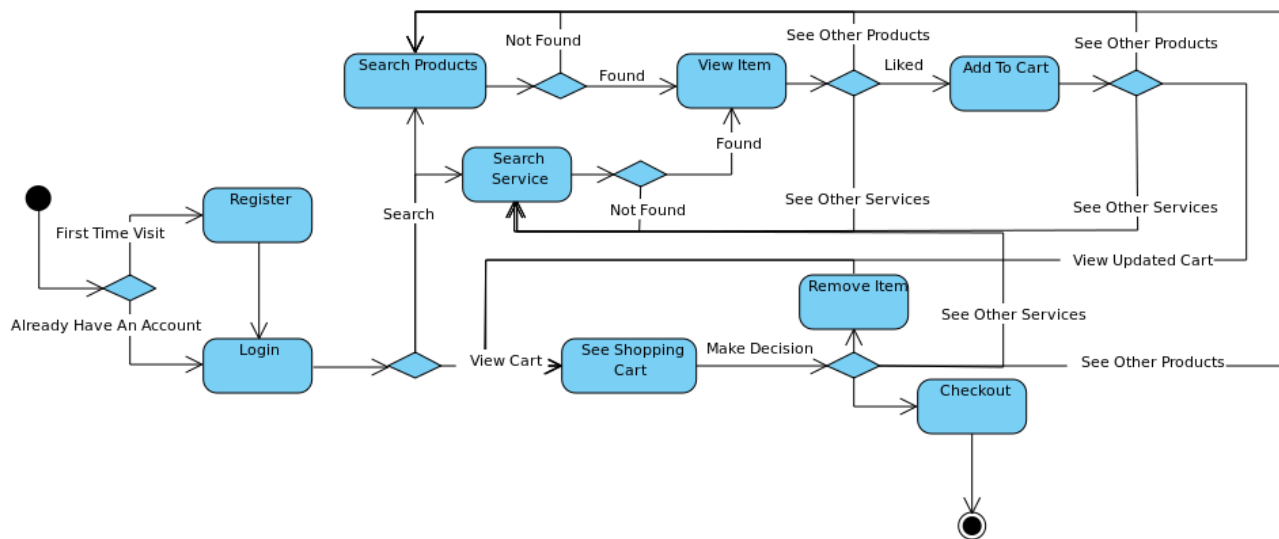 Not Found
See Other Products
See Other Products
Search Products
Found
View Item
Liked
Add To Cart
Found
Search
Service
Register
Search
Not Found
See Other Services
See Other Services
First Time Visit
View Updated Cart
Remove Item
See Other Services
Already Have An Account
Login
View Cart
See Shopping
Cart
Make Decision
See Other Products
Checkout